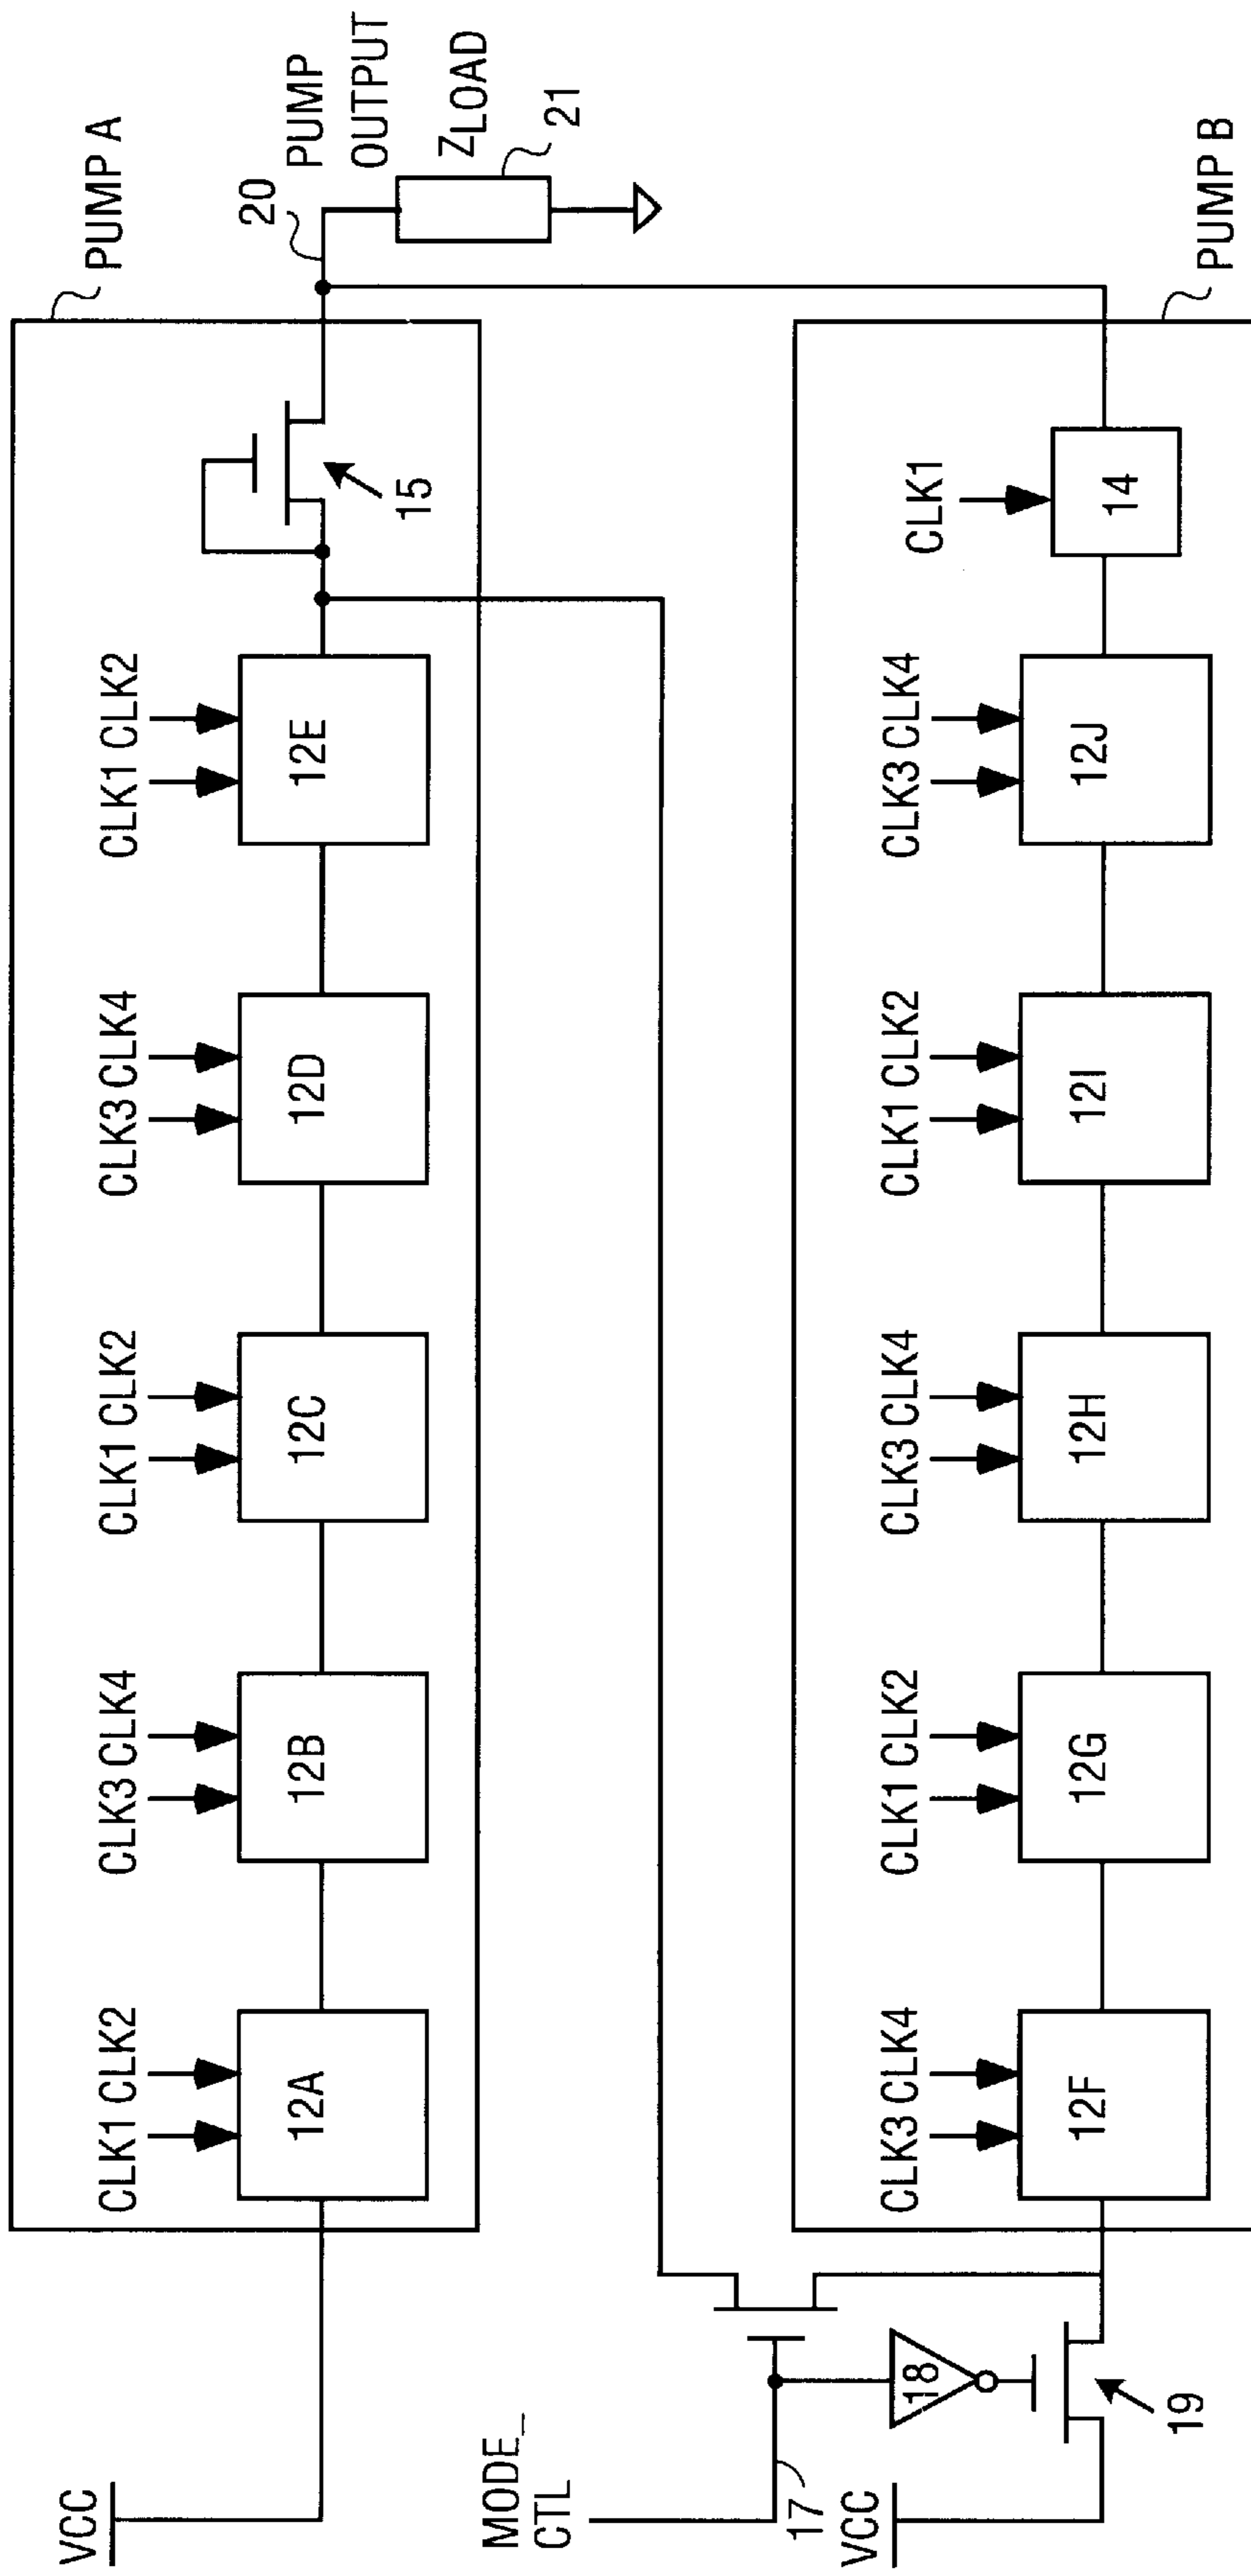 PUMP A
VCC
CLK1 CLK2
12A
CLK3 CLK4
12B
CLK1 CLK2
12C
CLK3 CLK4
12D
CLK1 CLK2
12E
15
20
PUMP
OUTPUT
ZLOAD
21
MODE_
CTL
17
18
VCC
19
CLK3 CLK4
12F
CLK1 CLK2
12G
CLK3 CLK4
12H
CLK1 CLK2
12I
CLK3 CLK4
12J
CLK1
14
PUMP B